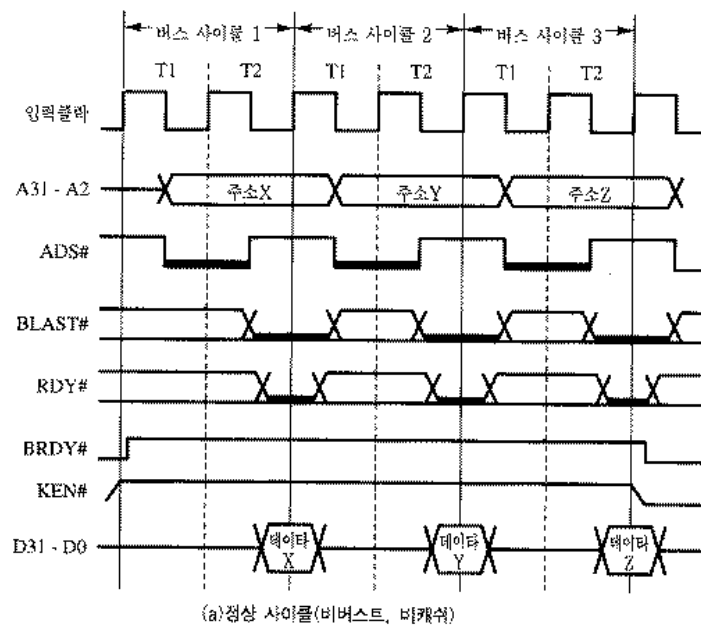 버스 사이클 1 버스 사이클 2 버스 사이클 3
T1 T2 T1 T2 T1 T2
입력클락
A31 - A2 주소X 주소Y 주소Z
ADS#
BLAST#
RDY#
BRDY#
KEN#
D31 - D0 데이타 X 데이타 Y 데이타 Z
(a)정상 사이클(비버스트, 비캐쉬)